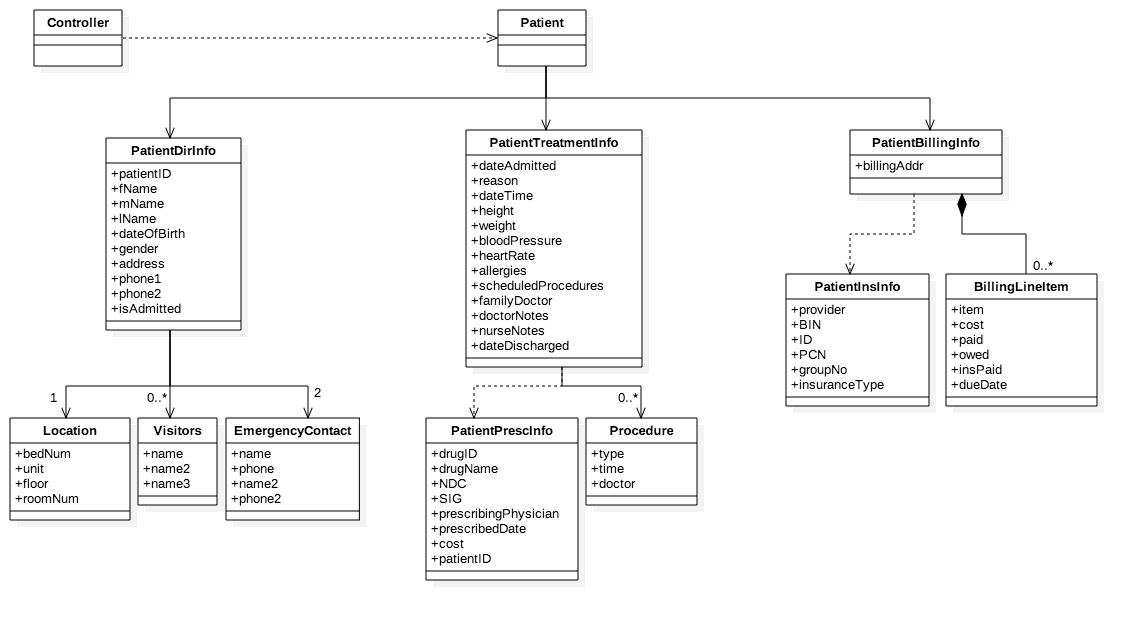 Controller
Patient
PatientDirInfo
+patientID
+fName
+mName
+lName
+dateOfBirth
+gender
+address
+phone1
+phone2
+isAdmitted
PatientTreatmentInfo
+dateAdmitted
+reason
+dateTime
+height
+weight
+bloodPressure
+heartRate
+allergies
+scheduledProcedures
+familyDoctor
+doctorNotes
+nurseNotes
+dateDischarged
PatientBillingInfo
+billingAddr
0..*
PatientInsInfo
+provider
+BIN
+ID
+PCN
+groupNo
+insuranceType
BillingLineItem
+item
+cost
+paid
+owed
+insPaid
+dueDate
1
0..*
2
0..*
Location
+bedNum
+unit
+floor
+roomNum
Visitors
+name
+name2
+name3
EmergencyContact
+name
+phone
+name2
+phone2
PatientPrescInfo
+drugID
+drugName
+NDC
+SIG
+prescribingPhysician
+prescribedDate
+cost
+patientID
Procedure
+type
+time
+doctor